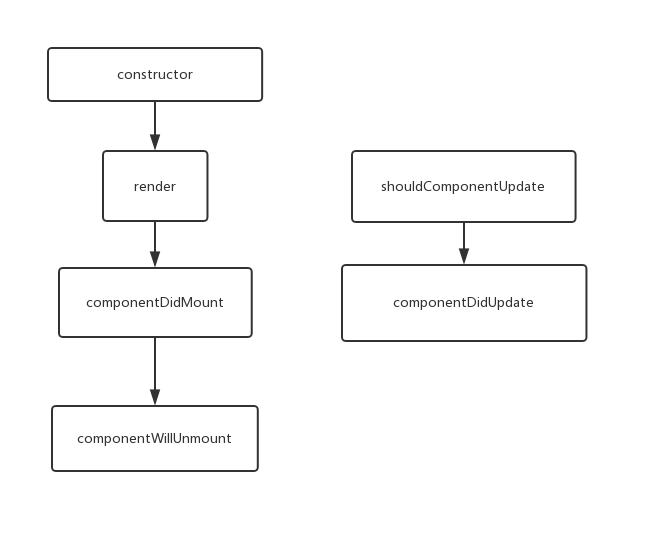 constructor
render
componentDidMount
componentWillUnmount
shouldComponentUpdate
componentDidUpdate